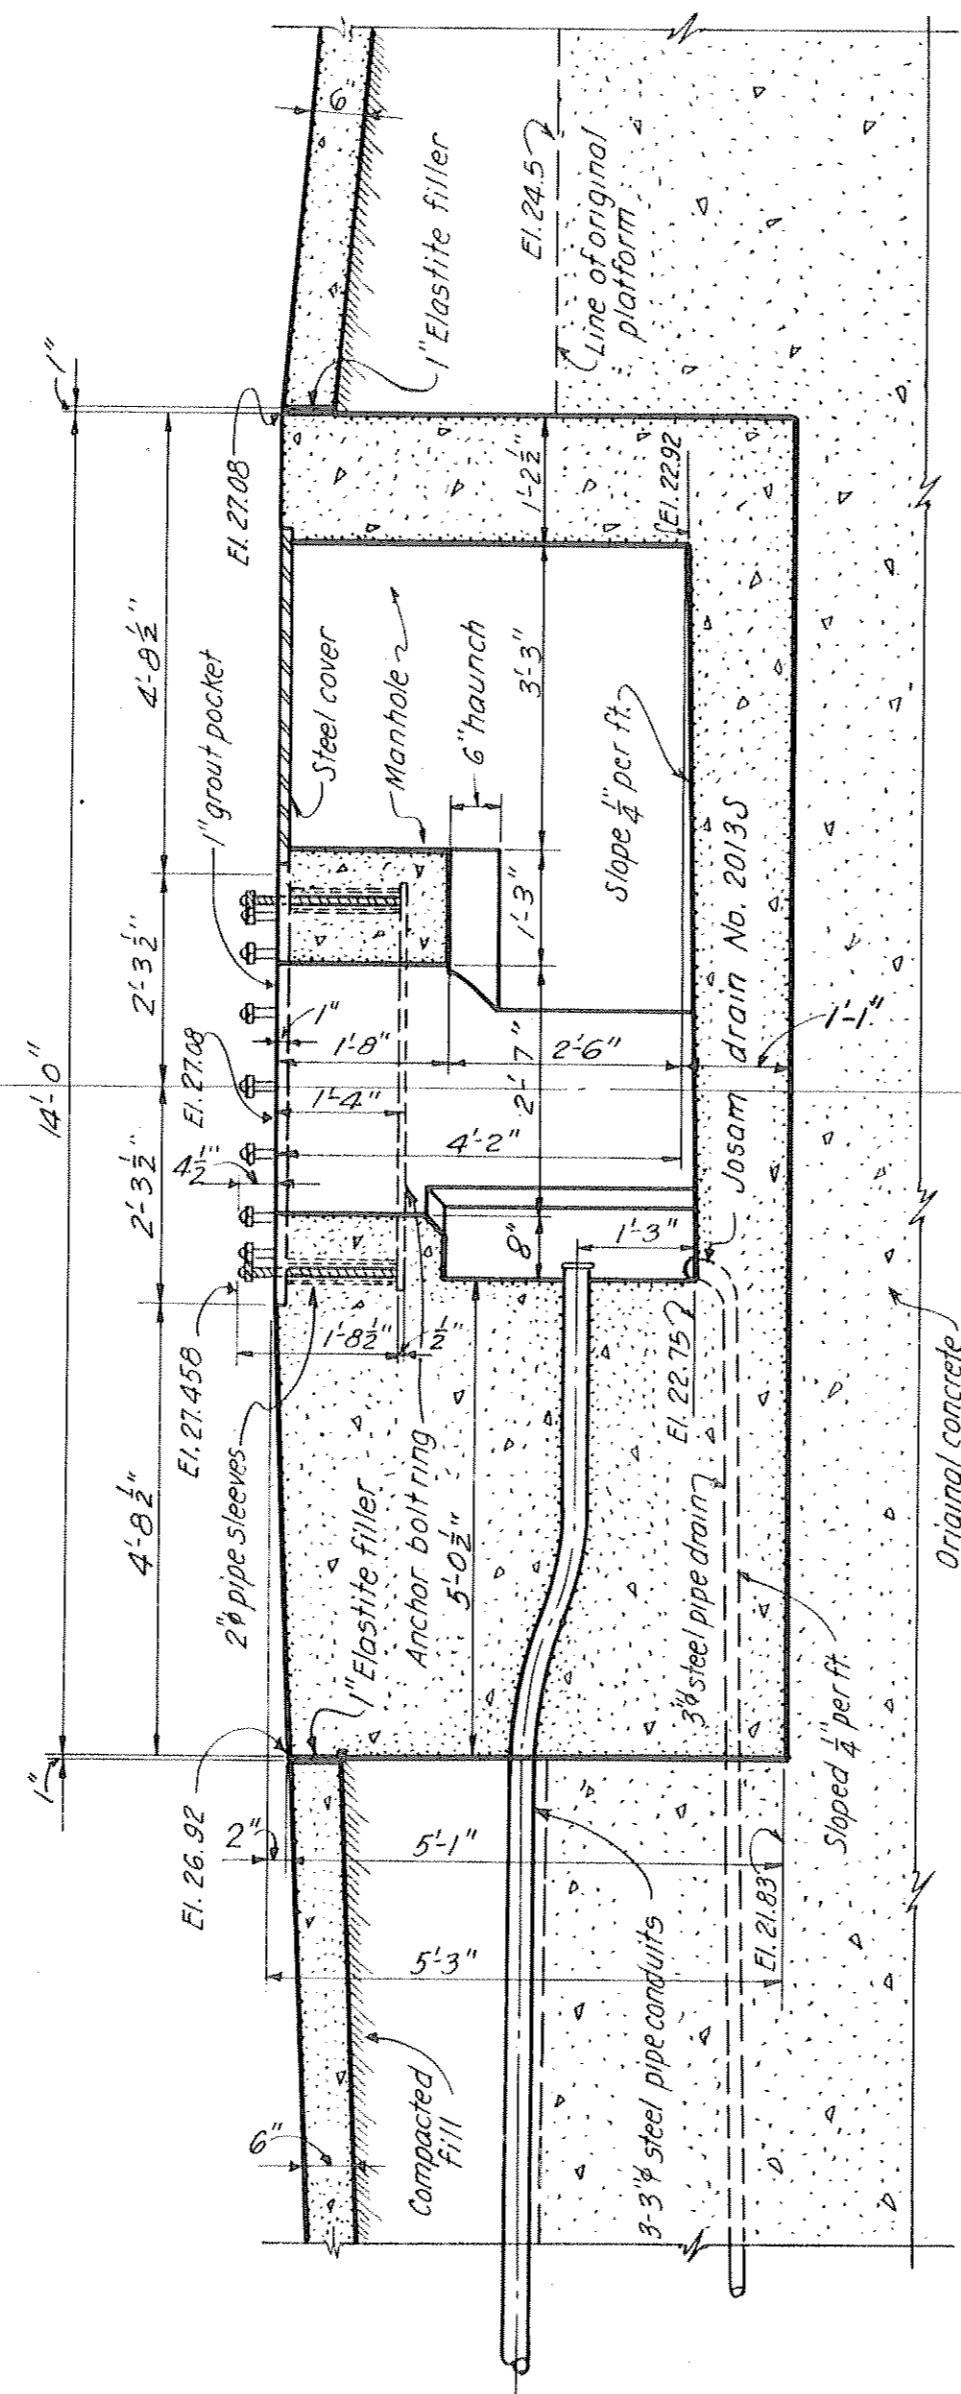 14'-0"
1"
1"
4'-8½"
2'-3½"
2'-3½"
4'-8½"
El. 26.92
El. 27.458
4½"
El. 27.08
1" grout pocket
El. 27.08
2"
2"ϕ pipe sleeves
1"
Steel cover
6"
6"
1" Elastite filler
1'-8½"
½"
1'-4"
1'-8"
Manhole
1" Elastite filler
Compacted
fill
Anchor bolt ring
6" haunch
5'-1"
5'-3"
5'-0½"
8"
4'-2"
2'-7"
1'-3"
3'-3"
1'-2½"
El. 24.5
Line of original
platform
2'-6"
1'-3"
Slope ¼" per ft.
El. 22.92
3-3"ϕ steel pipe conduits
3"ϕ steel pipe drain
El. 22.75
Josam drain No. 2013S
El. 21.83
Sloped ¼" per ft.
1'-1"
Original concrete